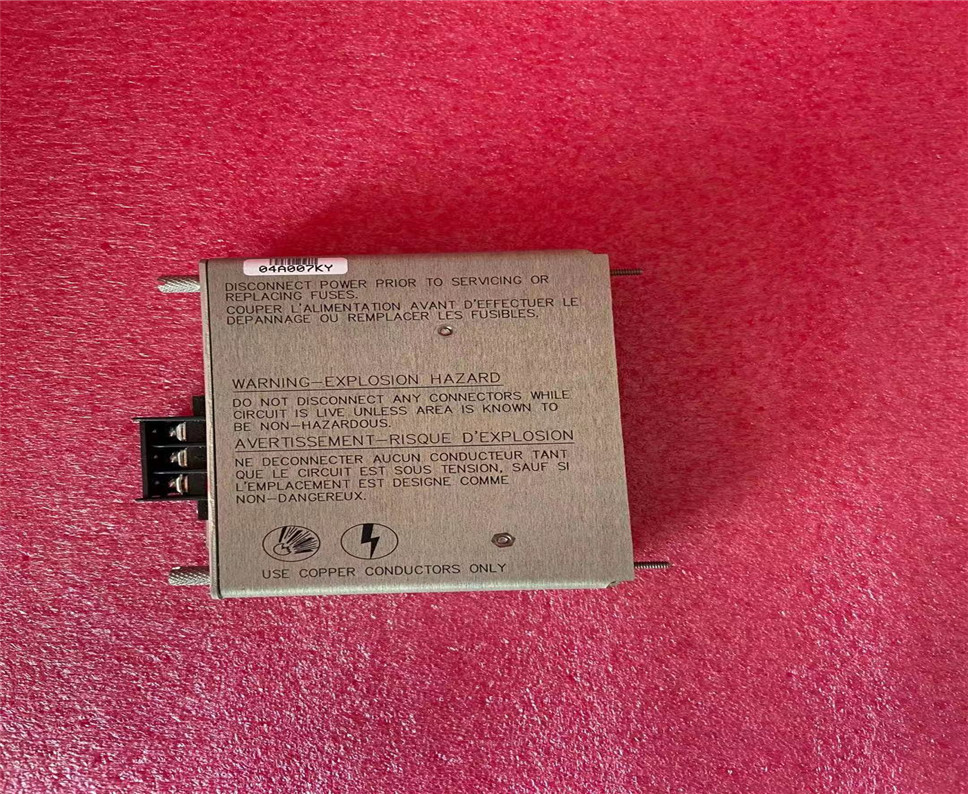 04A007KY
DISCONNECT POWER PRIOR TO SERVICING OR
REPLACING FUSES.
COUPER L'ALIMENTATION AVANT D'EFFECTUER LE
DEPANNAGE OU REMPLACER LES FUSIBLES.
WARNING-EXPLOSION HAZARD
DO NOT DISCONNECT ANY CONNECTORS WHILE
CIRCUIT IS LIVE UNLESS AREA IS KNOWN TO
BE NON-HAZARDOUS.
AVERTISSEMENT-RISQUE D'EXPLOSION
NE DECONNECTER AUCUN CONDUCTEUR TANT
QUE LE CIRCUIT EST SOUS TENSION, SAUF SI
L'EMPLACEMENT EST DESIGNE COMME
NON-DANGEREUX.
USE COPPER CONDUCTORS ONLY